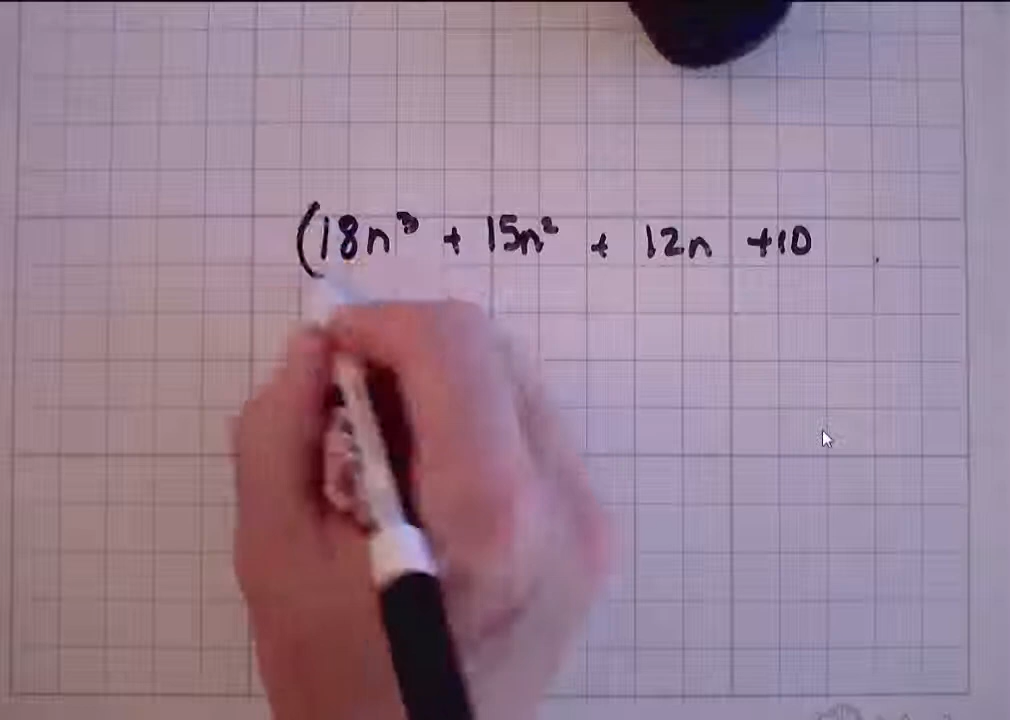 (18n³ + 15n² + 12n +10